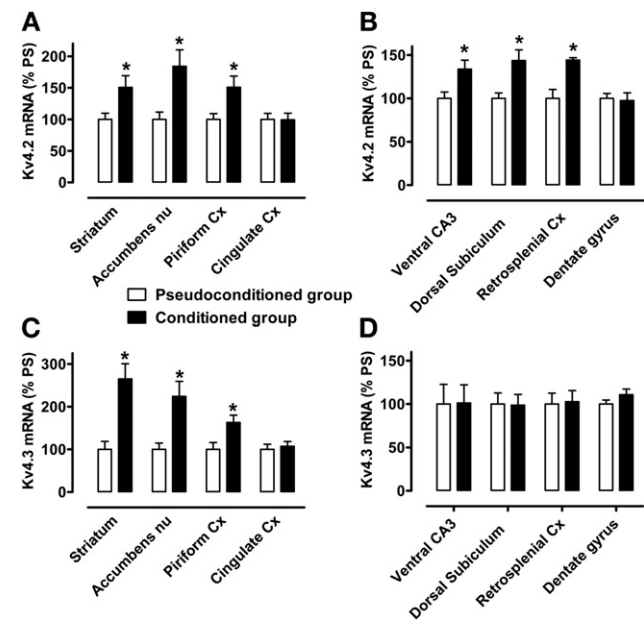 A
Kv4.2 mRNA (% PS)
200
150
100
50
0
* * *
Striatum
Accumbens nu
Piriform Cx
Cingulate Cx
B
Kv4.2 mRNA (% PS)
150
100
50
0
* * *
Ventral CA3
Dorsal Subiculum
Retrosplenial Cx
Dentate gyrus
Pseudoconditioned group
Conditioned group
C
Kv4.3 mRNA (% PS)
300
200
100
0
* * *
Striatum
Accumbens nu
Piriform Cx
Cingulate Cx
D
Kv4.3 mRNA (% PS)
150
100
50
0
Ventral CA3
Dorsal Subiculum
Retrosplenial Cx
Dentate gyrus